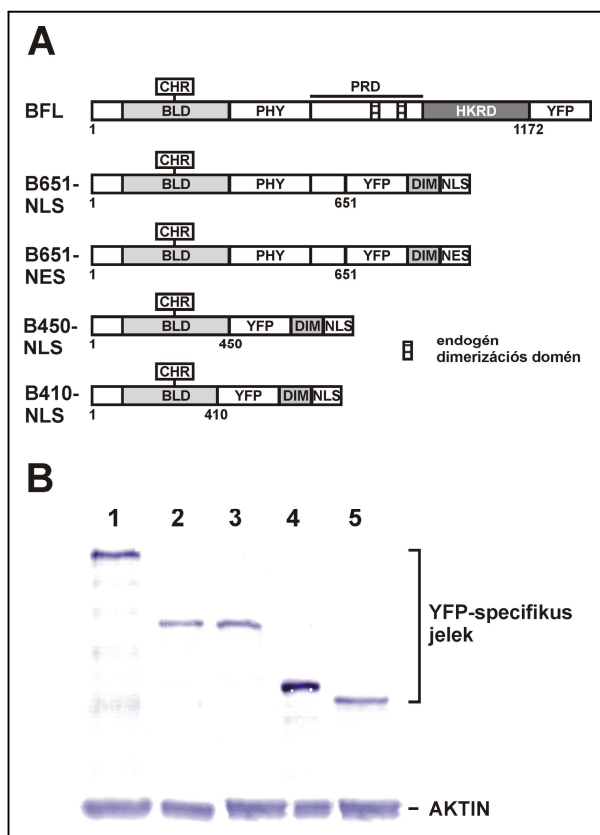 A
PRD
CHR
BFL BLD PHY HKRD YFP
1 1172
CHR
B651-NLS BLD PHY YFP DIM NLS
1 651
CHR
B651-NES BLD PHY YFP DIM NES
1 651
CHR
B450-NLS BLD YFP DIM NLS
1 450
endogén
dimerizációs domén
CHR
B410-NLS BLD YFP DIM NLS
1 410
B
1 2 3 4 5
YFP-specifikus
jelek
AKTIN